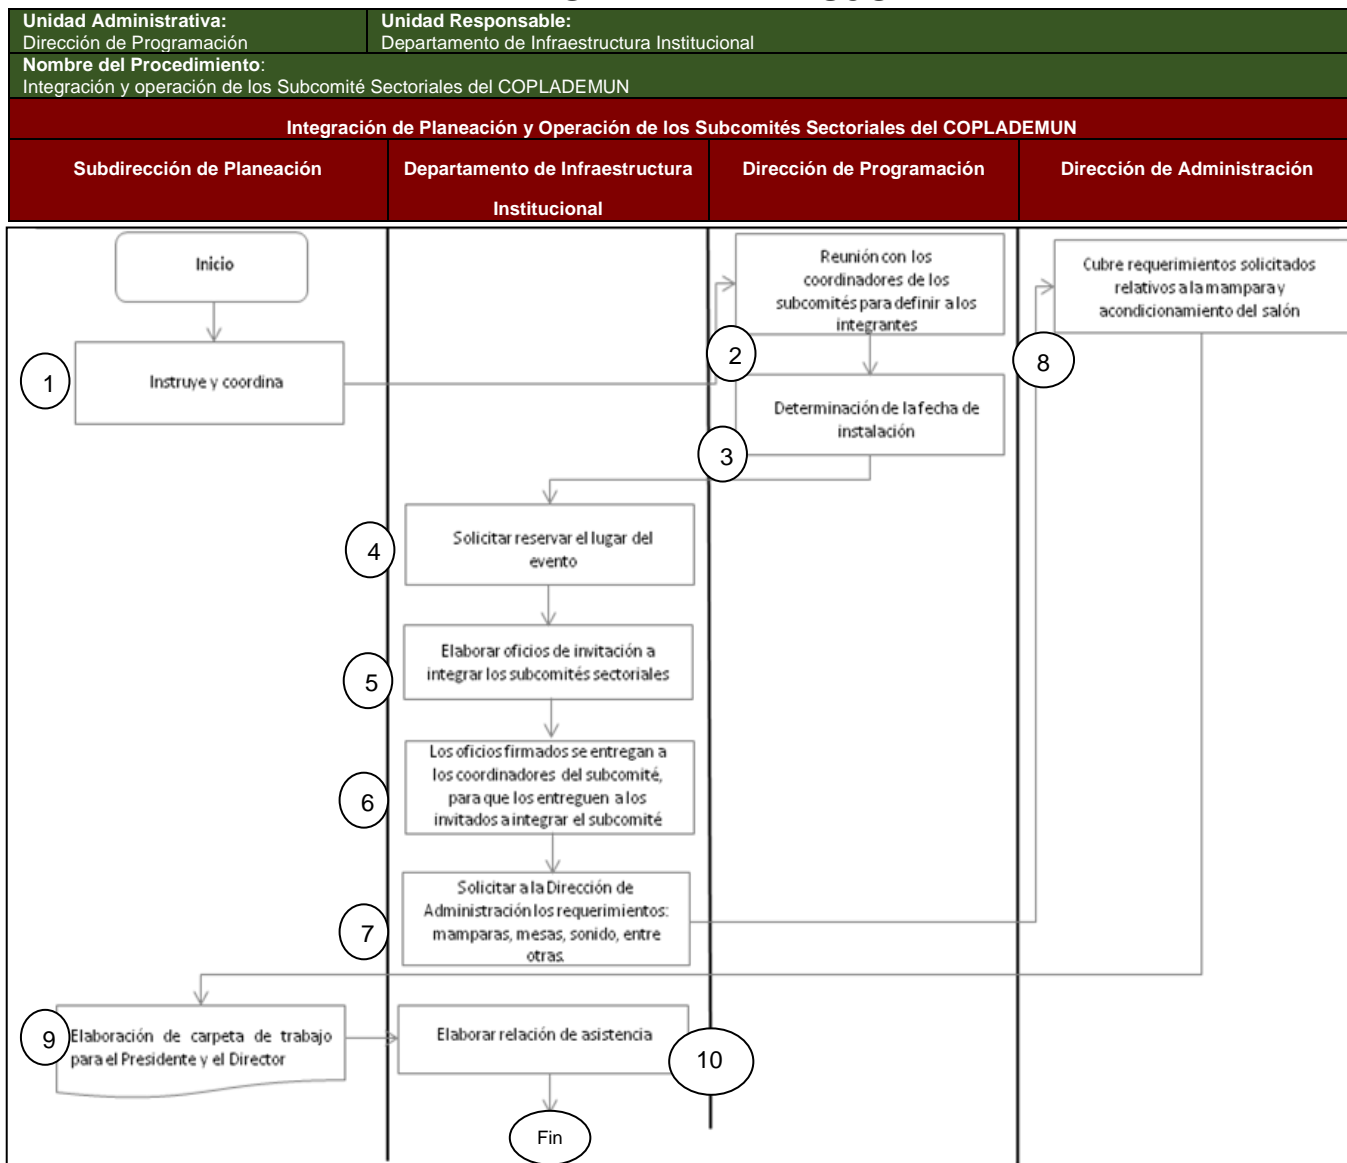 Unidad Administrativa:
Dirección de Programación
Unidad Responsable:
Departamento de Infraestructura Institucional
Nombre del Procedimiento:
Integración y operación de los Subcomité Sectoriales del COPLADEMUN
Integración de Planeación y Operación de los Subcomités Sectoriales del COPLADEMUN
Subdirección de Planeación
Departamento de Infraestructura
Institucional
Dirección de Programación
Dirección de Administración
Inicio
1
Instruye y coordina
Reunión con los
coordinadores de los
subcomités para definir a los
integrantes
2
Determinación de la fecha de
instalación
3
Solicitar reservar el lugar del
evento
4
Elaborar oficios de invitación a
integrar los subcomités sectoriales
5
Los oficios firmados se entregan a
los coordinadores del subcomité,
para que los entreguen a los
invitados a integrar el subcomité
6
Solicitar a la Dirección de
Administración los requerimientos:
mamparas, mesas, sonido, entre
otras.
7
Cubre requerimientos solicitados
relativos a la mampara y
acondicionamiento del salón
8
9
Elaboración de carpeta de trabajo
para el Presidente y el Director
Elaborar relación de asistencia
10
Fin